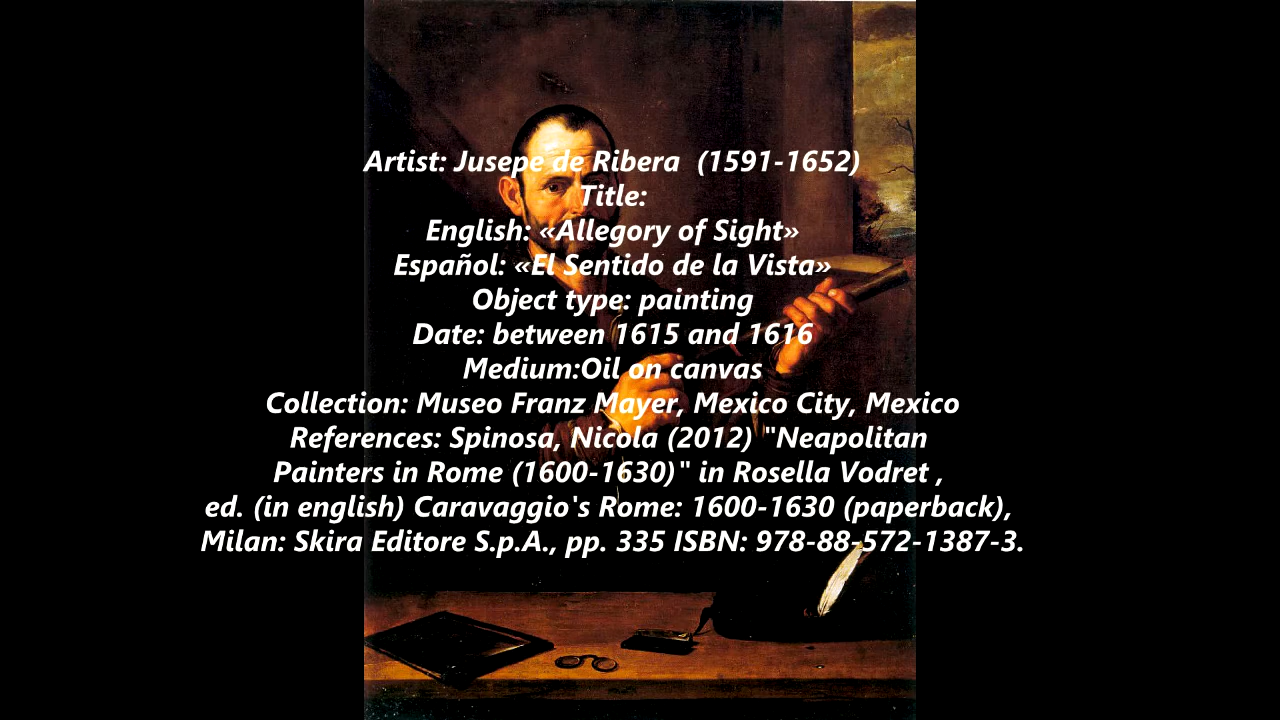 Artist: Jusepe de Ribera (1591-1652)
Title:
English: «Allegory of Sight»
Español: «El Sentido de la Vista»
Object type: painting
Date: between 1615 and 1616
Medium:Oil on canvas
Collection: Museo Franz Mayer, Mexico City, Mexico
References: Spinosa, Nicola (2012) "Neapolitan
Painters in Rome (1600-1630)" in Rosella Vodret ,
ed. (in english) Caravaggio's Rome: 1600-1630 (paperback),
Milan: Skira Editore S.p.A., pp. 335 ISBN: 978-88-572-1387-3.